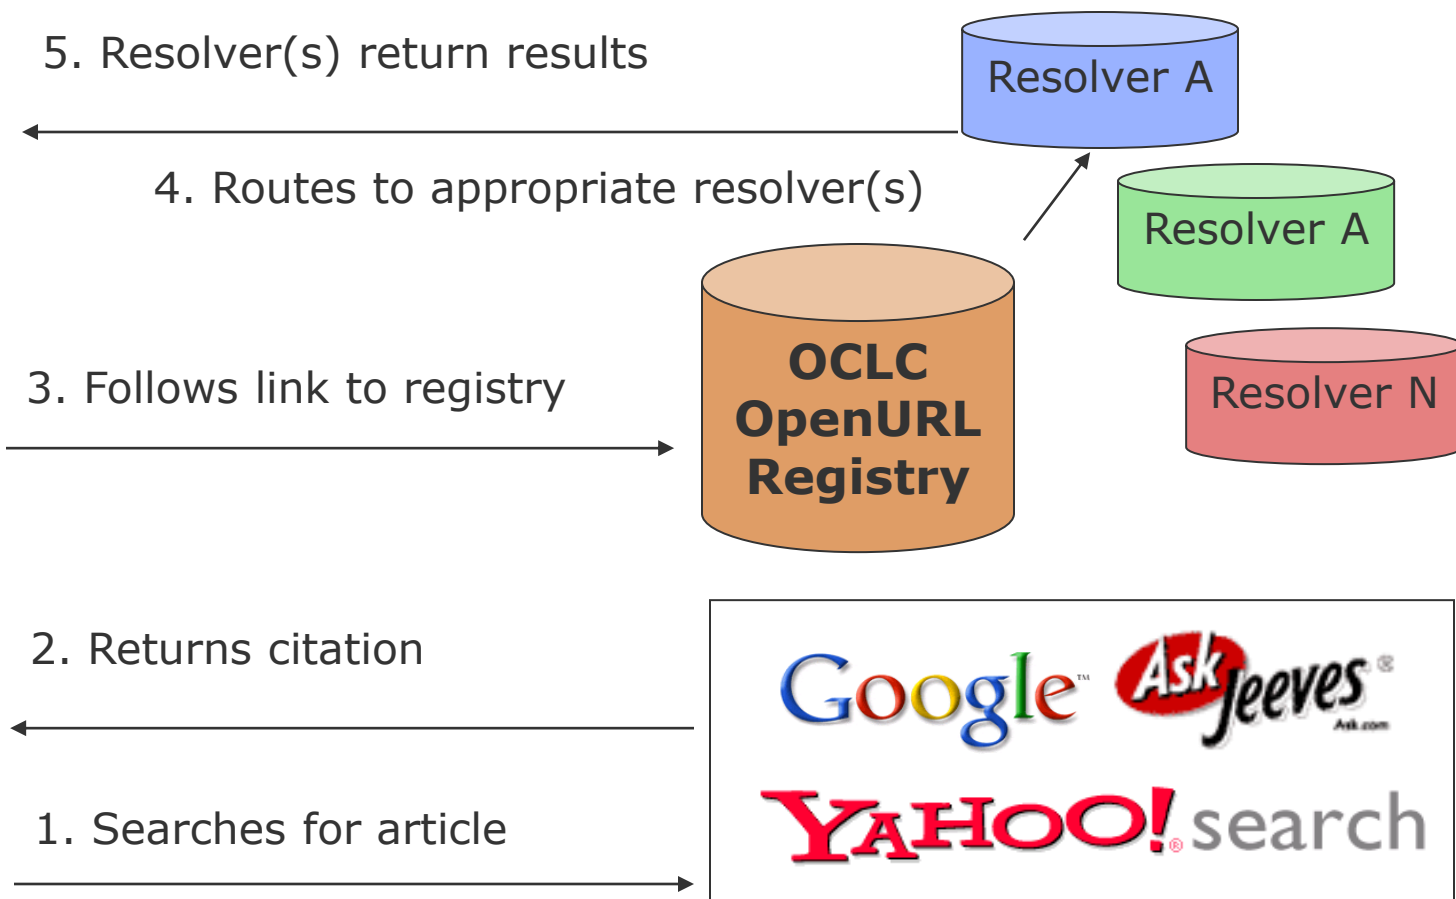 5. Resolver(s) return results
Resolver A
4. Routes to appropriate resolver(s)
Resolver A
3. Follows link to registry
OCLC
OpenURL
Registry
Resolver N
2. Returns citation
Google™
Ask Jeeves®
Ask.com
1. Searches for article
YAHOO!® search